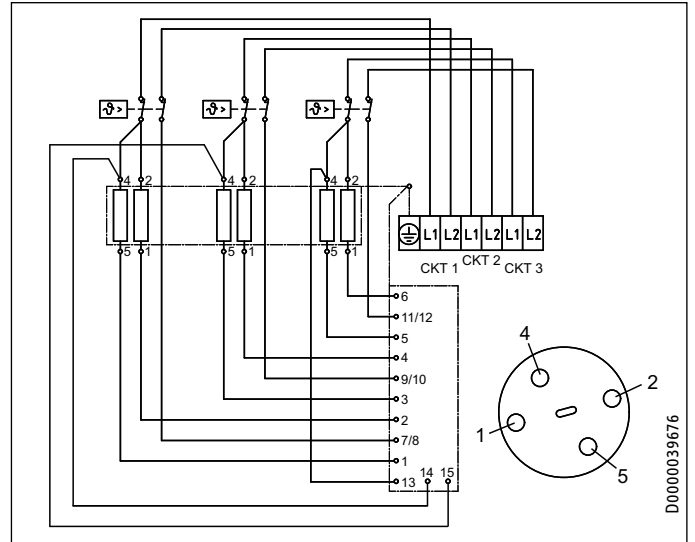 ϑ> ϑ> ϑ>
4 2 4 2 4 2
5 1 5 1 5 1
L1 L2 L1 L2 L1 L2
CKT 1 CKT 2 CKT 3
6
11/12
5
4
9/10
3
2
7/8
1
13 14 15
4
2
1
5
D0000039676